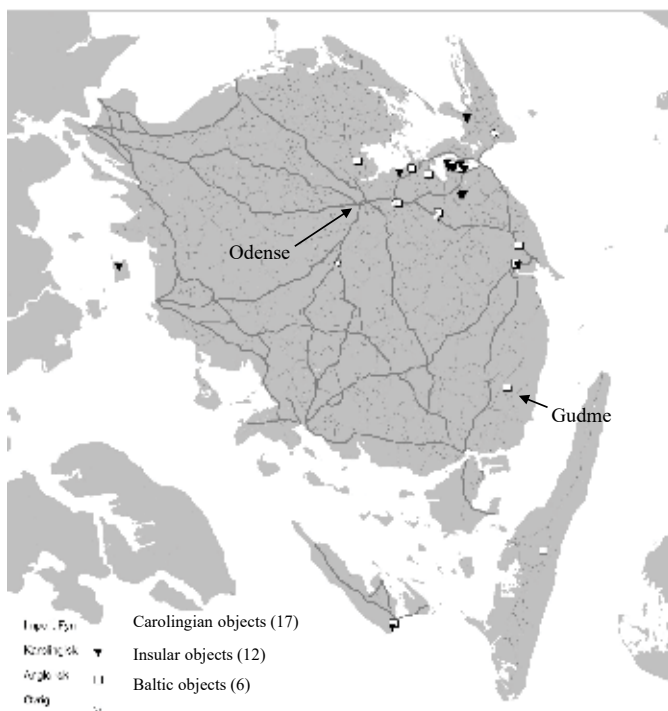 Odense
Gudme
Carolingian objects (17)
Insular objects (12)
Baltic objects (6)